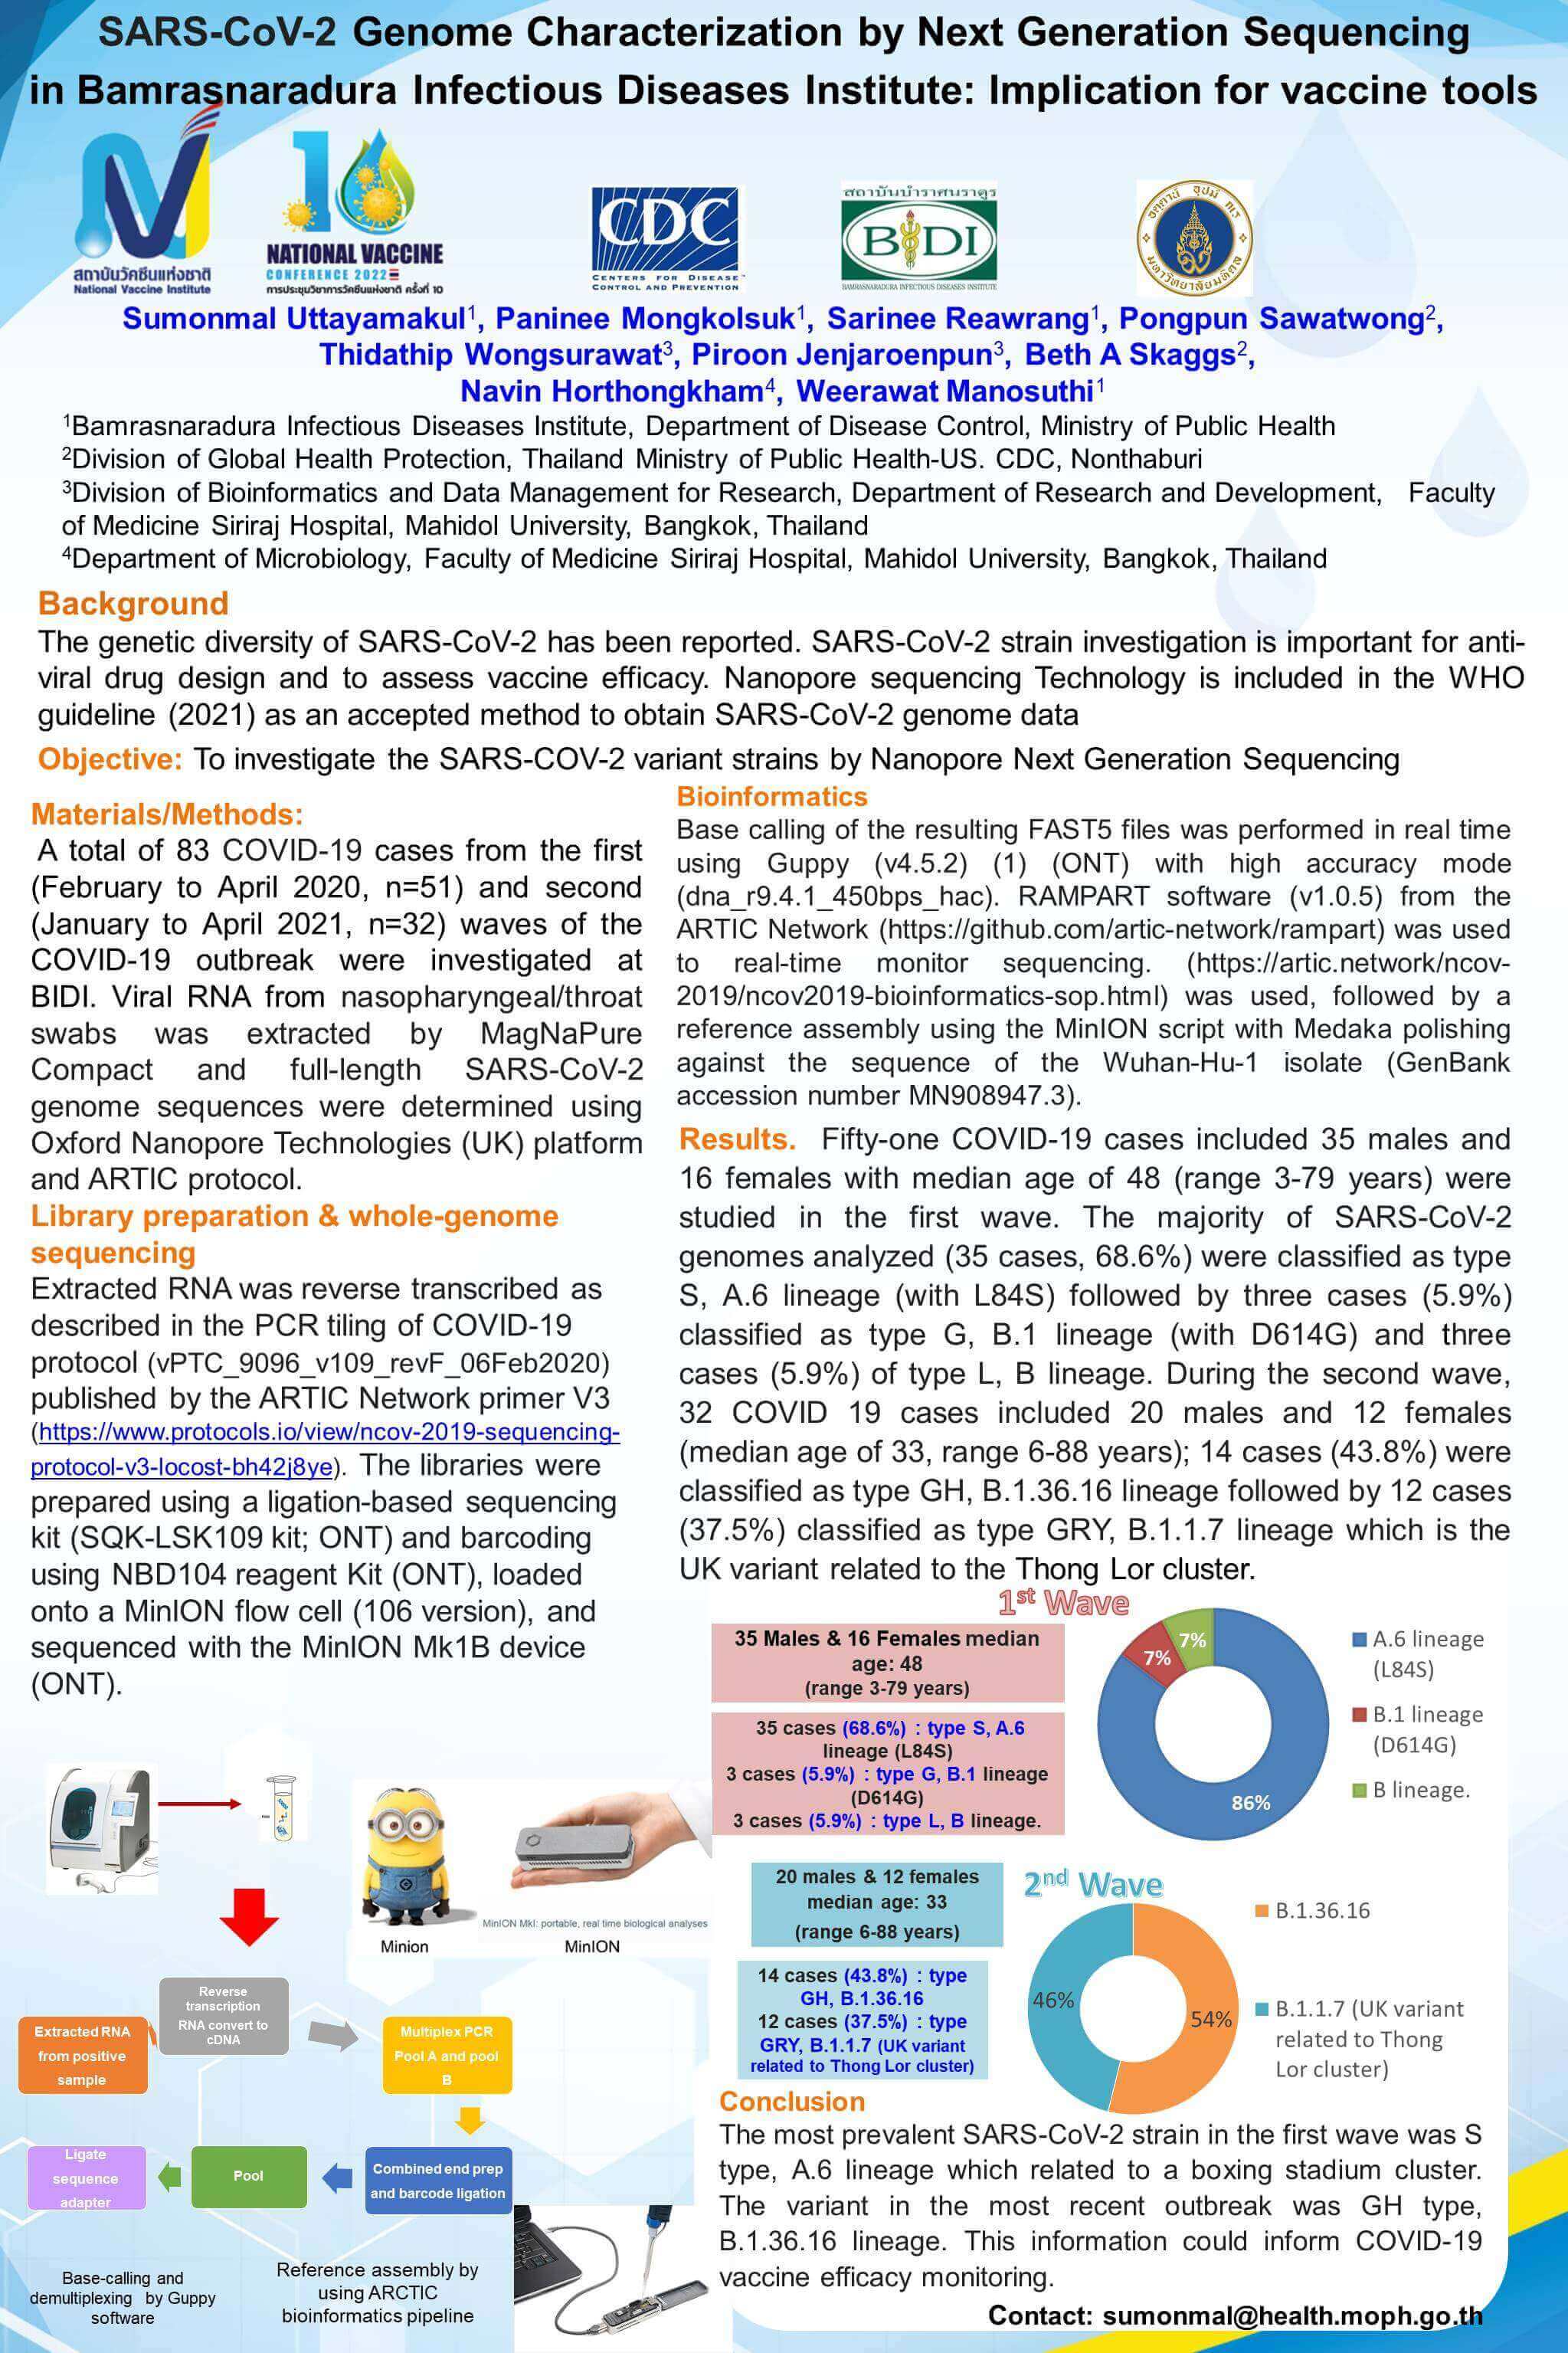 SARS-CoV-2 Genome Characterization by Next Generation Sequencing
in Bamrasnaradura Infectious Diseases Institute: Implication for vaccine tools
สถาบันวัคซีนแห่งชาติ
National Vaccine Institute
NATIONAL VACCINE
CONFERENCE 2022
การประชุมวิชาการวัคซีนแห่งชาติ ครั้งที่ 10
CDC
CENTERS FOR DISEASE
CONTROL AND PREVENTION
สถาบันบำราศนราดูร
BIDI
BAMRASNARADURA INFECTIOUS DISEASES INSTITUTE
อตฺตานํ อุปมํ กเร
มหาวิทยาลัยมหิดล
Sumonmal Uttayamakul¹, Paninee Mongkolsuk¹, Sarinee Reawrang¹, Pongpun Sawatwong²,
Thidathip Wongsurawat³, Piroon Jenjaroenpun³, Beth A Skaggs²,
Navin Horthongkham⁴, Weerawat Manosuthi¹
¹Bamrasnaradura Infectious Diseases Institute, Department of Disease Control, Ministry of Public Health
²Division of Global Health Protection, Thailand Ministry of Public Health-US. CDC, Nonthaburi
³Division of Bioinformatics and Data Management for Research, Department of Research and Development, Faculty
of Medicine Siriraj Hospital, Mahidol University, Bangkok, Thailand
⁴Department of Microbiology, Faculty of Medicine Siriraj Hospital, Mahidol University, Bangkok, Thailand
Background
The genetic diversity of SARS-CoV-2 has been reported. SARS-CoV-2 strain investigation is important for anti-
viral drug design and to assess vaccine efficacy. Nanopore sequencing Technology is included in the WHO
guideline (2021) as an accepted method to obtain SARS-CoV-2 genome data
Objective: To investigate the SARS-COV-2 variant strains by Nanopore Next Generation Sequencing
Materials/Methods:
A total of 83 COVID-19 cases from the first
(February to April 2020, n=51) and second
(January to April 2021, n=32) waves of the
COVID-19 outbreak were investigated at
BIDI. Viral RNA from nasopharyngeal/throat
swabs was extracted by MagNaPure
Compact and full-length SARS-CoV-2
genome sequences were determined using
Oxford Nanopore Technologies (UK) platform
and ARTIC protocol.
Library preparation & whole-genome
sequencing
Extracted RNA was reverse transcribed as
described in the PCR tiling of COVID-19
protocol (vPTC_9096_v109_revF_06Feb2020)
published by the ARTIC Network primer V3
(https://www.protocols.io/view/ncov-2019-sequencing-
protocol-v3-locost-bh42j8ye). The libraries were
prepared using a ligation-based sequencing
kit (SQK-LSK109 kit; ONT) and barcoding
using NBD104 reagent Kit (ONT), loaded
onto a MinION flow cell (106 version), and
sequenced with the MinION Mk1B device
(ONT).
MinION MkI: portable, real time biological analyses
Minion
MinION
Extracted RNA
from positive
sample
Reverse
transcription
RNA convert to
cDNA
Multiplex PCR
Pool A and pool
B
Combined end prep
and barcode ligation
Pool
Ligate
sequence
adapter
Base-calling and
demultiplexing by Guppy
software
Reference assembly by
using ARCTIC
bioinformatics pipeline
Bioinformatics
Base calling of the resulting FAST5 files was performed in real time
using Guppy (v4.5.2) (1) (ONT) with high accuracy mode
(dna_r9.4.1_450bps_hac). RAMPART software (v1.0.5) from the
ARTIC Network (https://github.com/artic-network/rampart) was used
to real-time monitor sequencing. (https://artic.network/ncov-
2019/ncov2019-bioinformatics-sop.html) was used, followed by a
reference assembly using the MinION script with Medaka polishing
against the sequence of the Wuhan-Hu-1 isolate (GenBank
accession number MN908947.3).
Results. Fifty-one COVID-19 cases included 35 males and
16 females with median age of 48 (range 3-79 years) were
studied in the first wave. The majority of SARS-CoV-2
genomes analyzed (35 cases, 68.6%) were classified as type
S, A.6 lineage (with L84S) followed by three cases (5.9%)
classified as type G, B.1 lineage (with D614G) and three
cases (5.9%) of type L, B lineage. During the second wave,
32 COVID 19 cases included 20 males and 12 females
(median age of 33, range 6-88 years); 14 cases (43.8%) were
classified as type GH, B.1.36.16 lineage followed by 12 cases
(37.5%) classified as type GRY, B.1.1.7 lineage which is the
UK variant related to the Thong Lor cluster.
1st Wave
35 Males & 16 Females median
age: 48
(range 3-79 years)
35 cases (68.6%) : type S, A.6
lineage (L84S)
3 cases (5.9%) : type G, B.1 lineage
(D614G)
3 cases (5.9%) : type L, B lineage.
7%
7%
86%
A.6 lineage
(L84S)
B.1 lineage
(D614G)
B lineage.
2nd Wave
20 males & 12 females
median age: 33
(range 6-88 years)
14 cases (43.8%) : type
GH, B.1.36.16
12 cases (37.5%) : type
GRY, B.1.1.7 (UK variant
related to Thong Lor cluster)
46%
54%
B.1.36.16
B.1.1.7 (UK variant
related to Thong
Lor cluster)
Conclusion
The most prevalent SARS-CoV-2 strain in the first wave was S
type, A.6 lineage which related to a boxing stadium cluster.
The variant in the most recent outbreak was GH type,
B.1.36.16 lineage. This information could inform COVID-19
vaccine efficacy monitoring.
Contact: sumonmal@health.moph.go.th